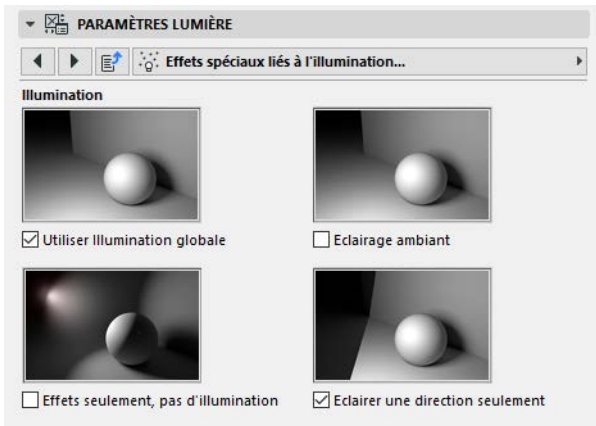 PARAMÈTRES LUMIÈRE
Effets spéciaux liés à l'illumination...
Illumination
Utiliser Illumination globale
Eclairage ambiant
Effets seulement, pas d'illumination
Eclairer une direction seulement